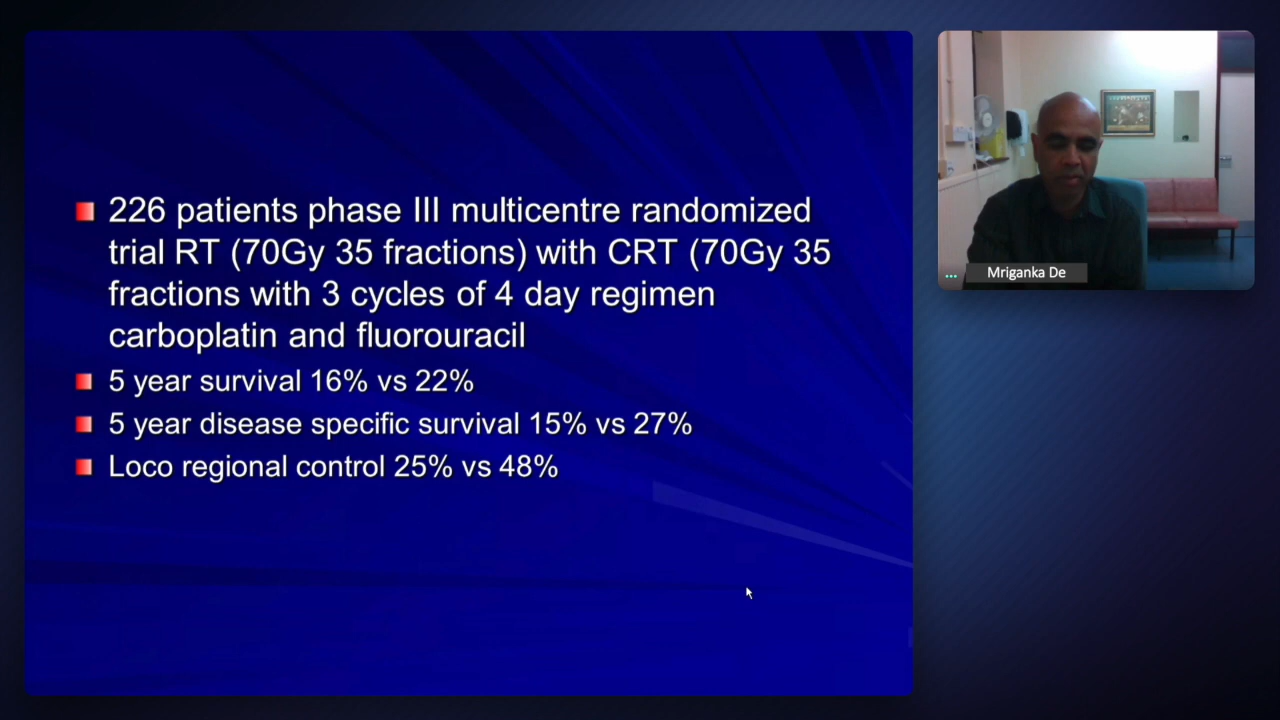 226 patients phase III multicentre randomized
trial RT (70Gy 35 fractions) with CRT (70Gy 35
fractions with 3 cycles of 4 day regimen
carboplatin and fluorouracil
5 year survival 16% vs 22%
5 year disease specific survival 15% vs 27%
Loco regional control 25% vs 48%
Mriganka De